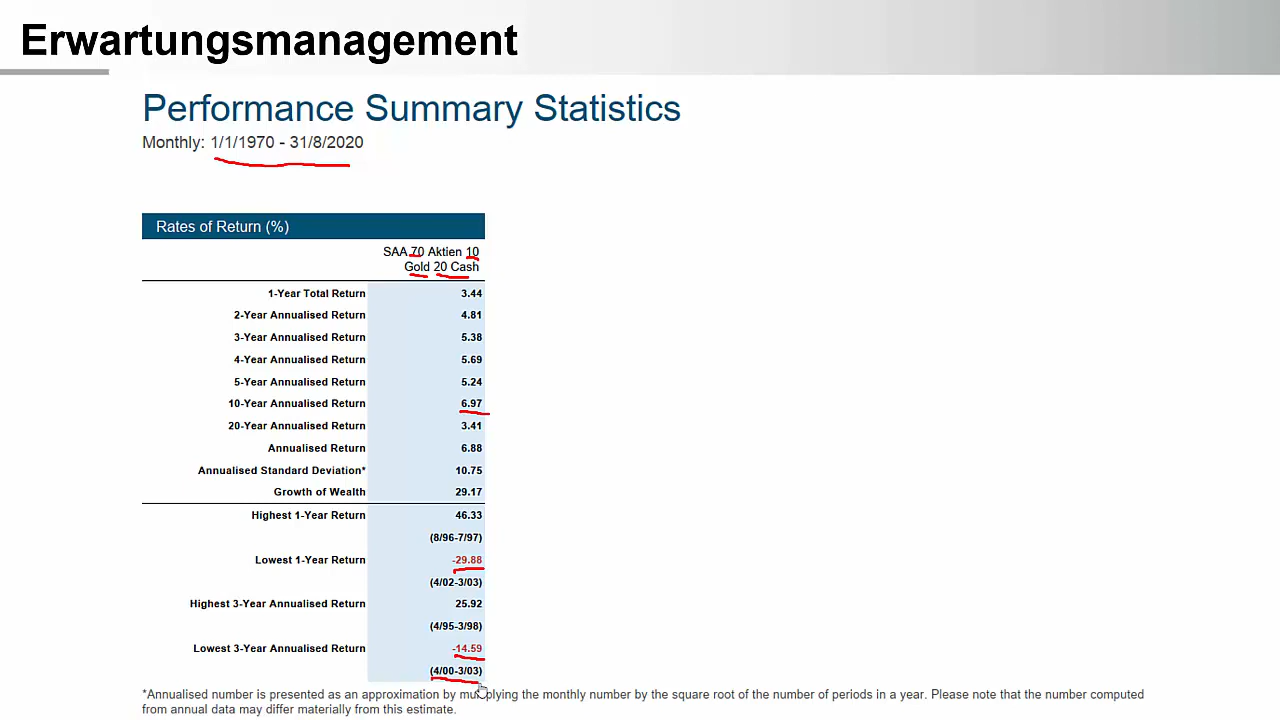 Erwartungsmanagement
Performance Summary Statistics
Monthly: 1/1/1970 - 31/8/2020
Rates of Return (%)
SAA 70 Aktien 10
Gold 20 Cash
1-Year Total Return 3.44
2-Year Annualised Return 4.81
3-Year Annualised Return 5.38
4-Year Annualised Return 5.69
5-Year Annualised Return 5.24
10-Year Annualised Return 6.97
20-Year Annualised Return 3.41
Annualised Return 6.88
Annualised Standard Deviation* 10.75
Growth of Wealth 29.17
Highest 1-Year Return 46.33
(8/96-7/97)
Lowest 1-Year Return -29.88
(4/02-3/03)
Highest 3-Year Annualised Return 25.92
(4/95-3/98)
Lowest 3-Year Annualised Return -14.59
(4/00-3/03)
*Annualised number is presented as an approximation by multiplying the monthly number by the square root of the number of periods in a year. Please note that the number computed
from annual data may differ materially from this estimate.